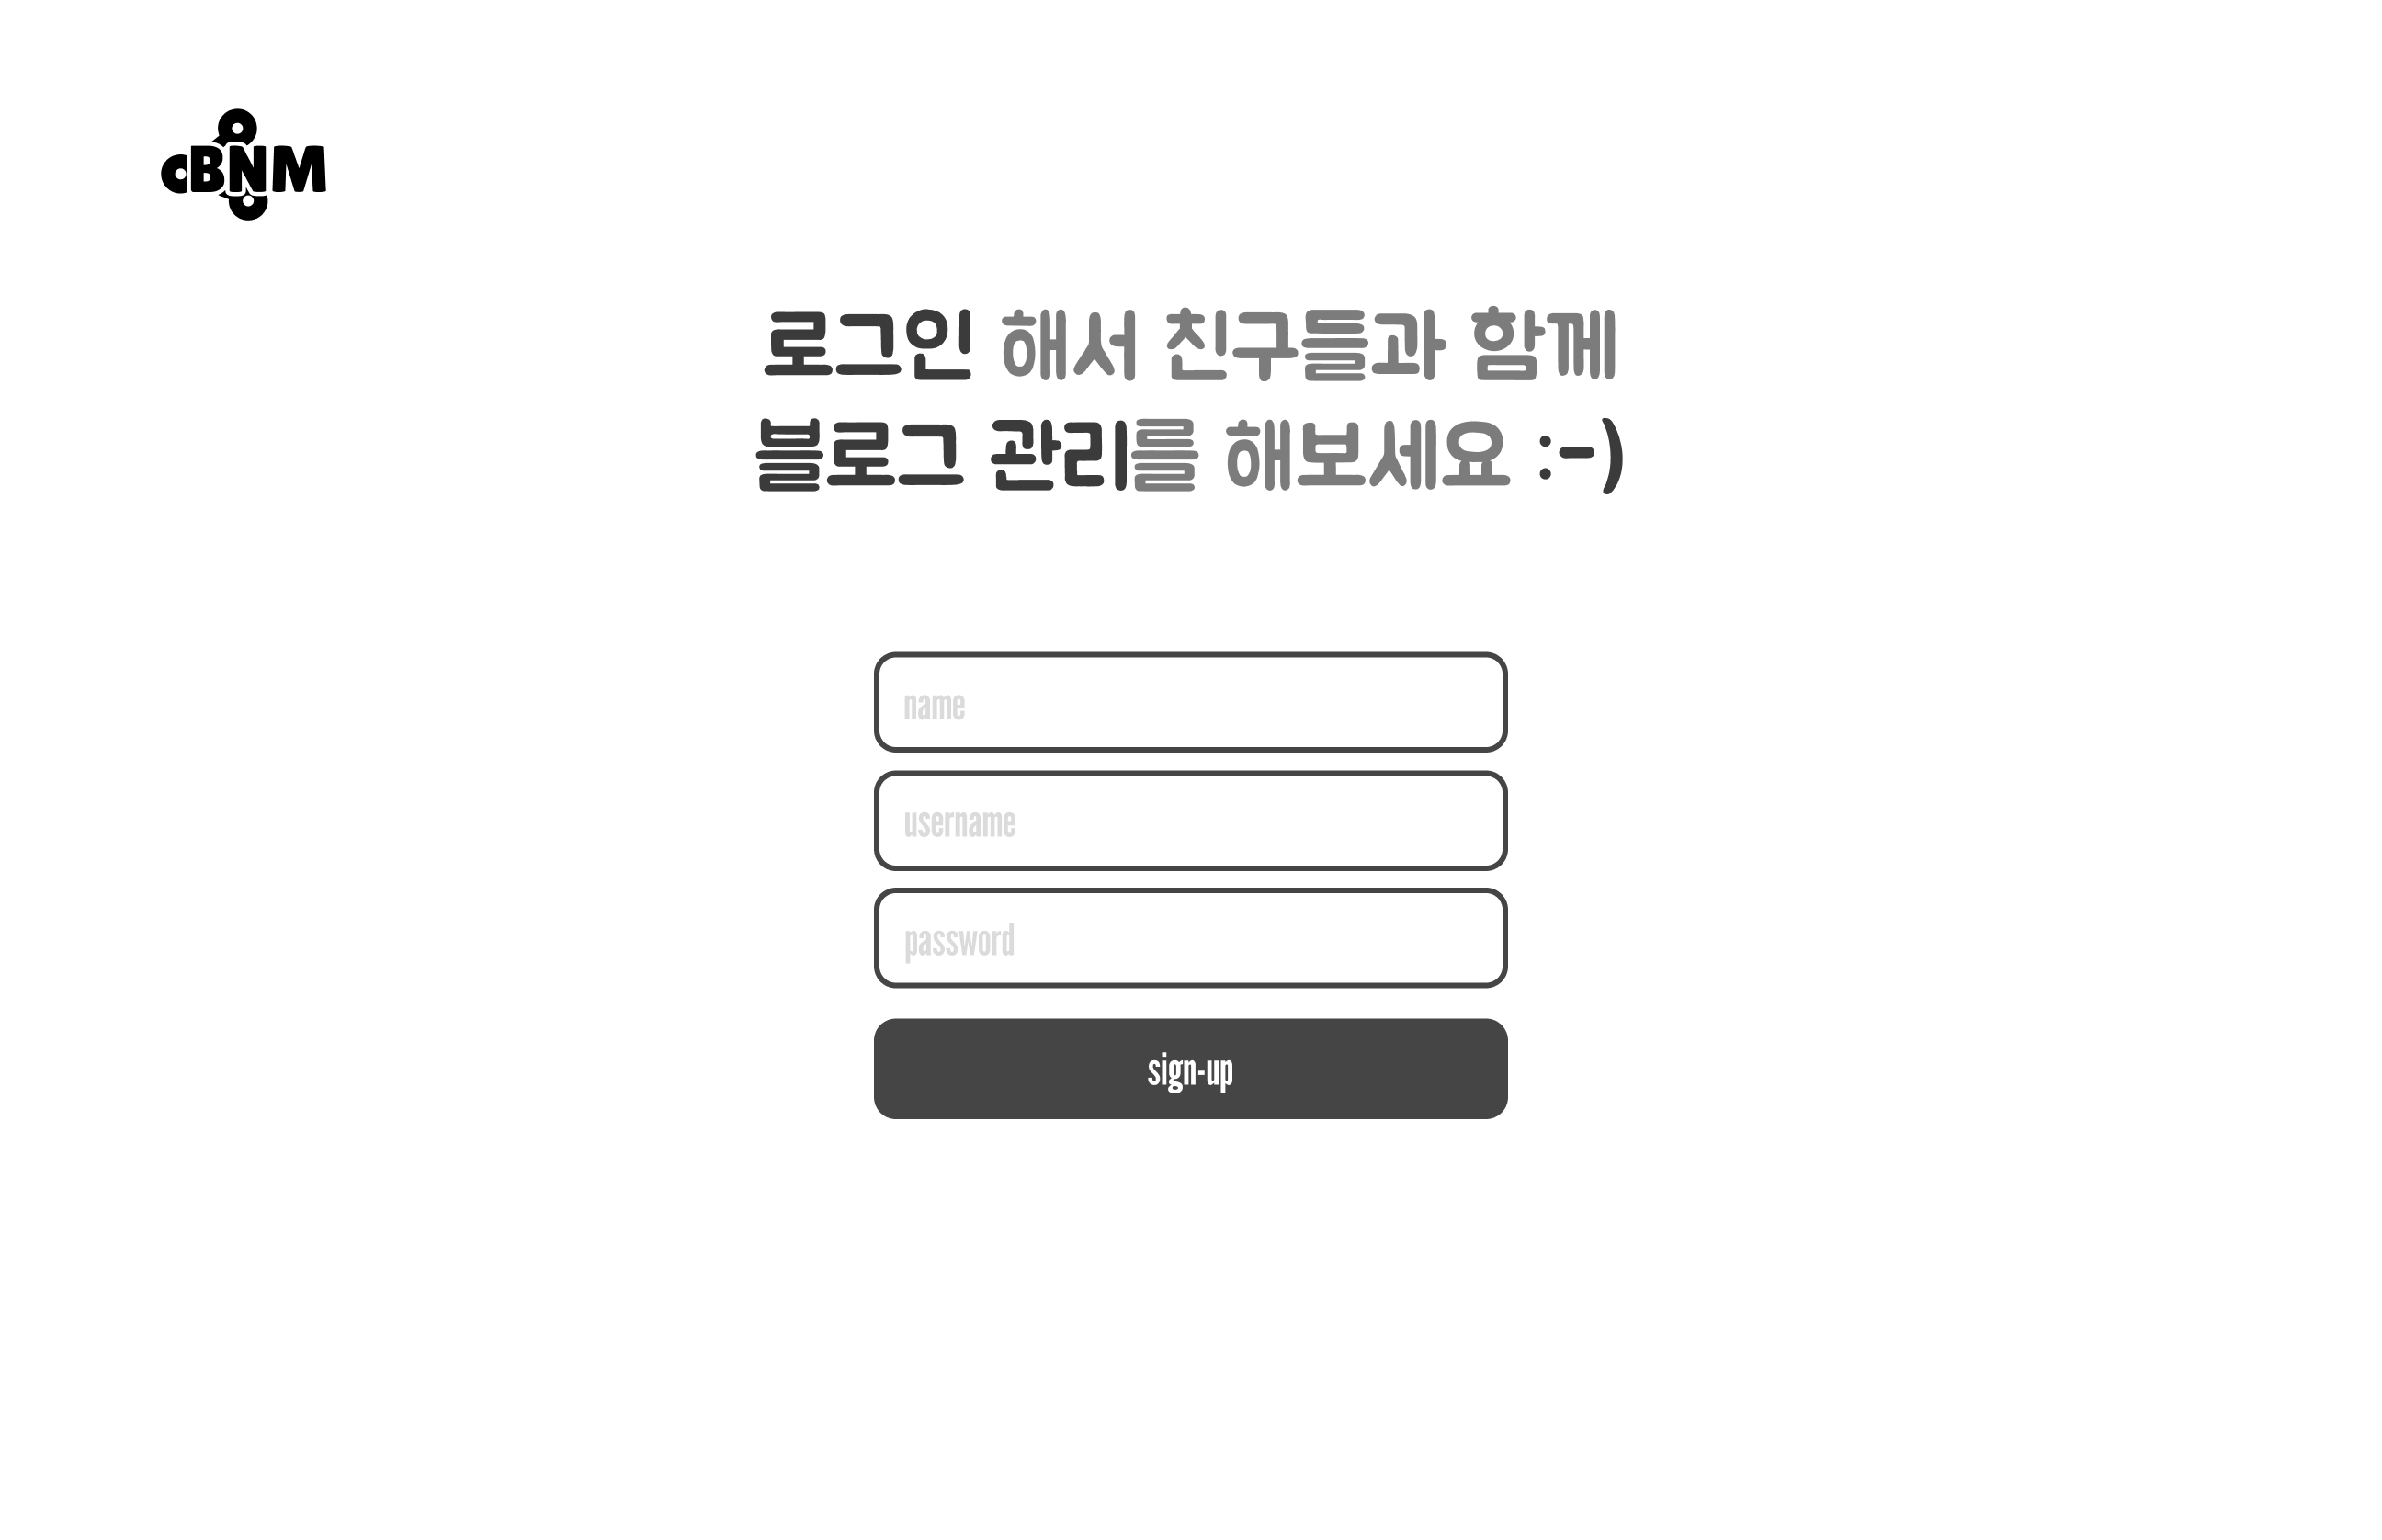 cBNM
로그인 해서 친구들과 함께
블로그 관리를 해보세요 :-)
name
username
password
sign-up